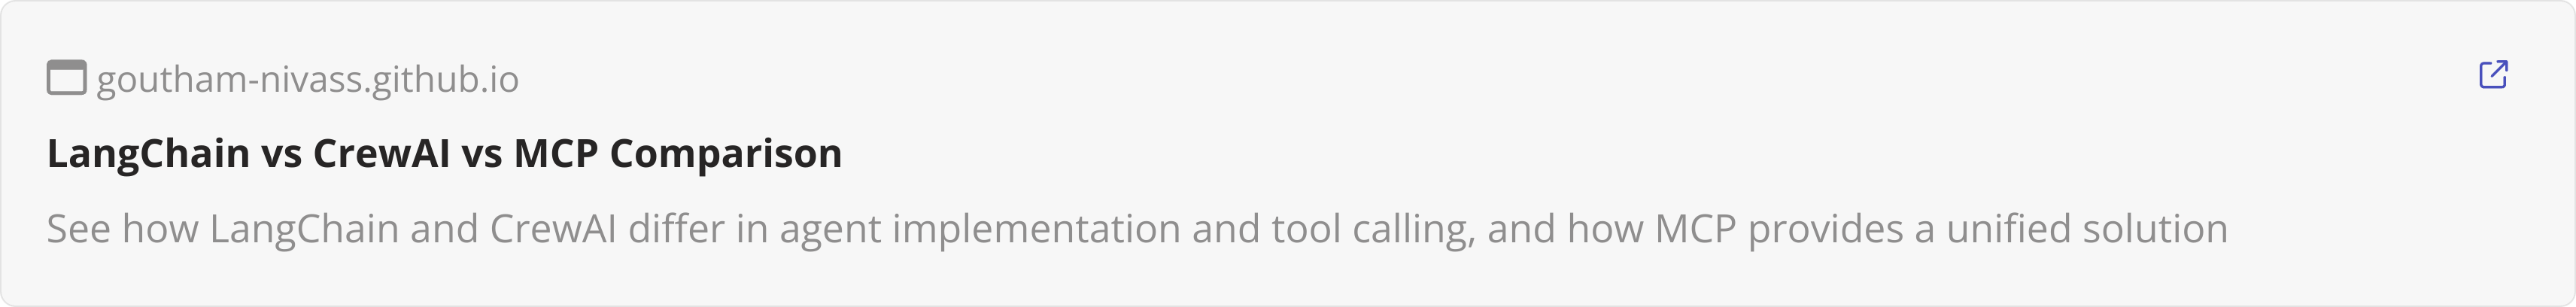 goutham-nivass.github.io
LangChain vs CrewAI vs MCP Comparison
See how LangChain and CrewAI differ in agent implementation and tool calling, and how MCP provides a unified solution